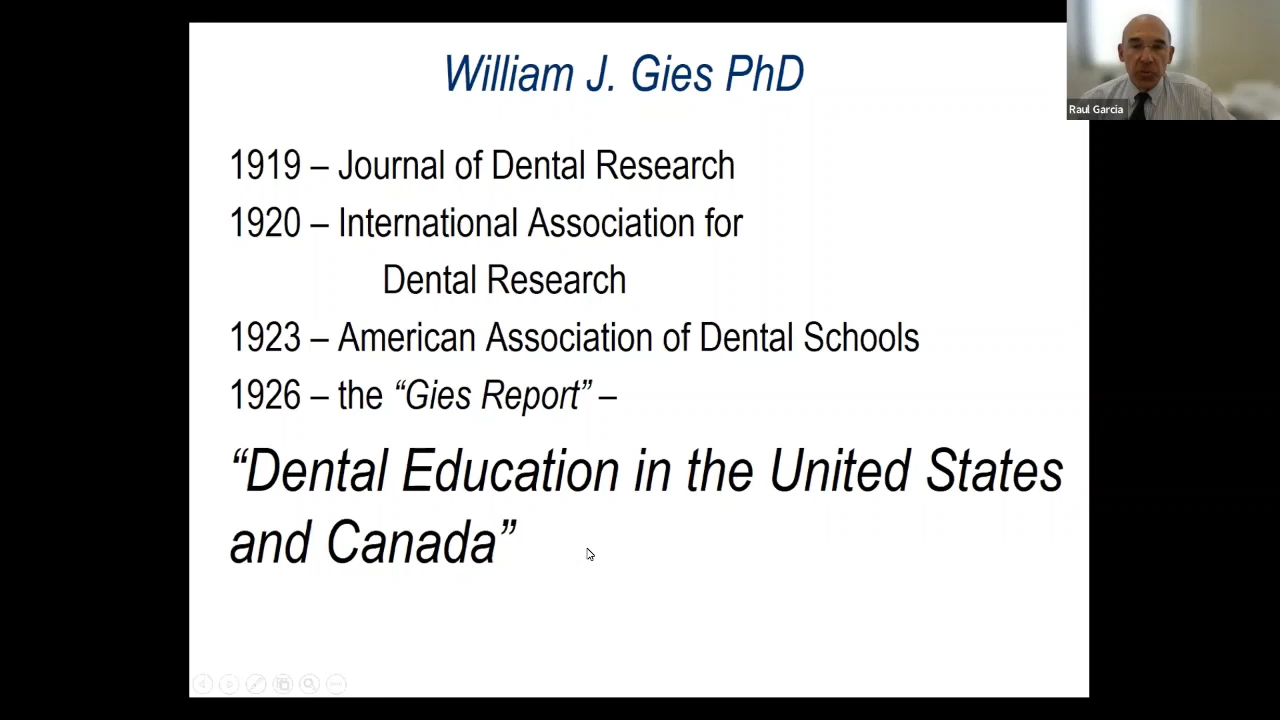 William J. Gies PhD
Raul Garcia
1919 – Journal of Dental Research
1920 – International Association for
Dental Research
1923 – American Association of Dental Schools
1926 – the “Gies Report” –
“Dental Education in the United States
and Canada”